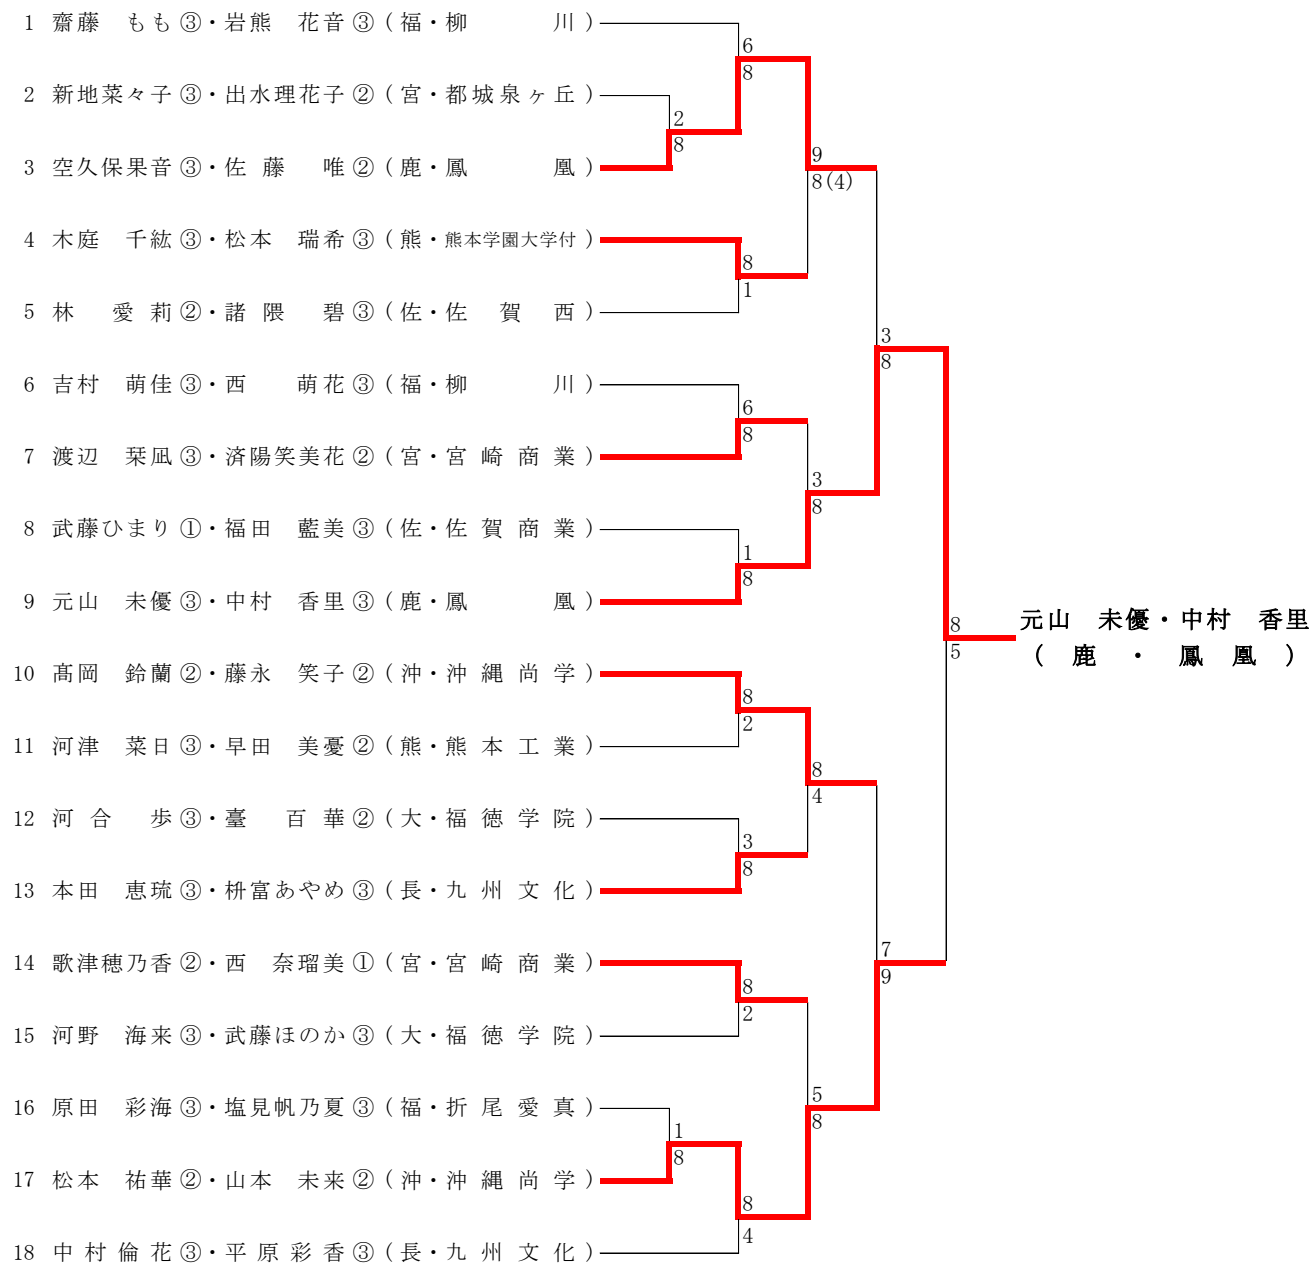 1 齋藤 もも ③・岩熊 花音 ③ ( 福・柳 川 )
6
8
2 新地菜々子 ③・出水理花子 ② ( 宮・都城泉ヶ丘 )
2
8
3 空久保果音 ③・佐藤 唯 ② ( 鹿・鳳 凰 )
9
8(4)
4 木庭 千紘 ③・松本 瑞希 ③ ( 熊・熊本学園大学付 )
8
1
5 林 愛莉 ②・諸隈 碧 ③ ( 佐・佐 賀 西 )
3
8
6 吉村 萌佳 ③・西 萌花 ③ ( 福・柳 川 )
6
8
7 渡辺 栞凪 ③・済陽笑美花 ② ( 宮・宮 崎 商 業 )
3
8
8 武藤ひまり ①・福田 藍美 ③ ( 佐・佐 賀 商 業 )
1
8
9 元山 未優 ③・中村 香里 ③ ( 鹿・鳳 凰 )
8
5
元山 未優・中村 香里
( 鹿 ・ 鳳 凰 )
10 髙岡 鈴蘭 ②・藤永 笑子 ② ( 沖・沖 縄 尚 学 )
8
2
11 河津 菜日 ③・早田 美憂 ② ( 熊・熊 本 工 業 )
8
4
12 河合 歩 ③・臺 百華 ② ( 大・福 徳 学 院 )
3
8
13 本田 恵琉 ③・枡富あやめ ③ ( 長・九 州 文 化 )
7
9
14 歌津穂乃香 ②・西 奈瑠美 ① ( 宮・宮 崎 商 業 )
8
2
15 河野 海来 ③・武藤ほのか ③ ( 大・福 徳 学 院 )
5
8
16 原田 彩海 ③・塩見帆乃夏 ③ ( 福・折 尾 愛 真 )
1
8
17 松本 祐華 ②・山本 未来 ② ( 沖・沖 縄 尚 学 )
8
4
18 中村倫花 ③・平原彩香 ③ ( 長・九 州 文 化 )